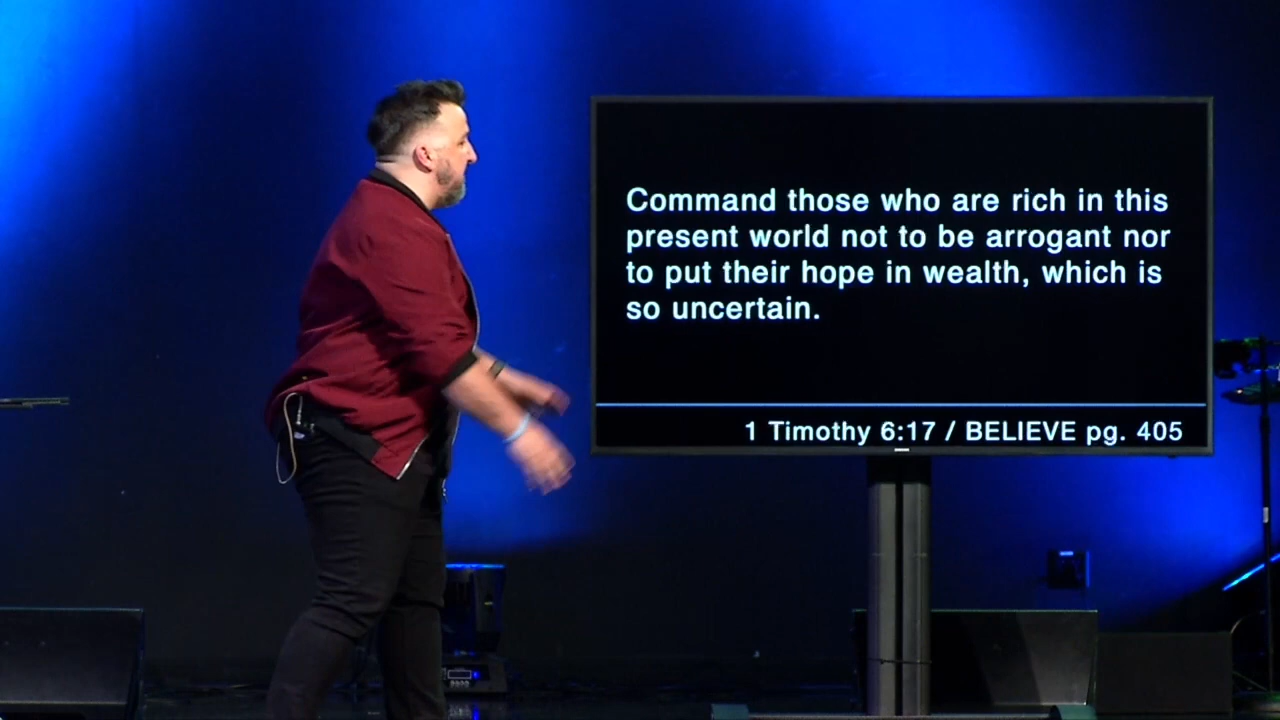 Command those who are rich in this
present world not to be arrogant nor
to put their hope in wealth, which is
so uncertain.
1 Timothy 6:17 / BELIEVE pg. 405